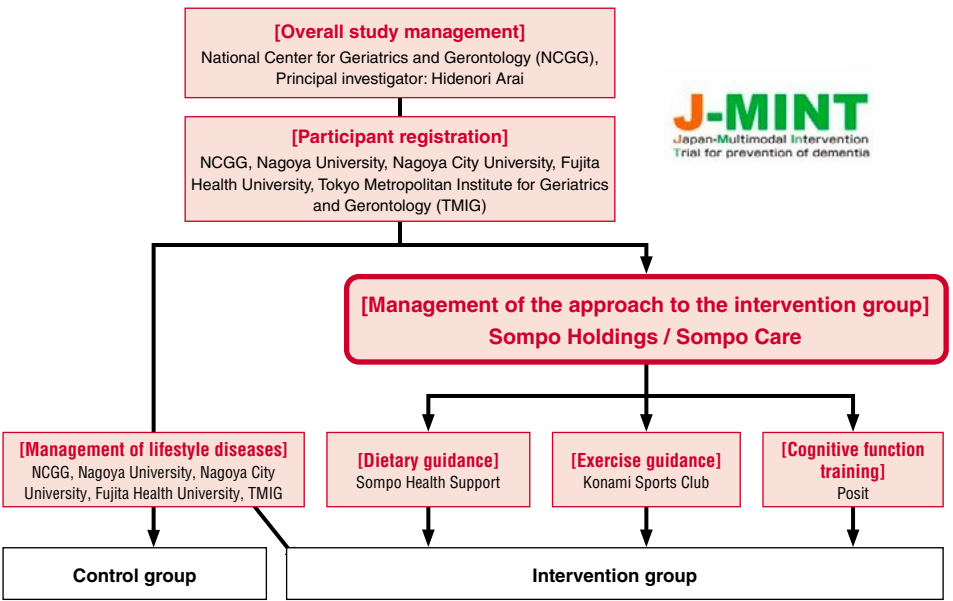 [Overall study management]
National Center for Geriatrics and Gerontology (NCGG),
Principal investigator: Hidenori Arai
J-MINT
Japan-Multimodal Intervention
Trial for prevention of dementia
[Participant registration]
NCGG, Nagoya University, Nagoya City University, Fujita
Health University, Tokyo Metropolitan Institute for Geriatrics
and Gerontology (TMIG)
[Management of the approach to the intervention group]
Sompo Holdings / Sompo Care
[Management of lifestyle diseases]
NCGG, Nagoya University, Nagoya City
University, Fujita Health University, TMIG
[Dietary guidance]
Sompo Health Support
[Exercise guidance]
Konami Sports Club
[Cognitive function
training]
Posit
Control group
Intervention group